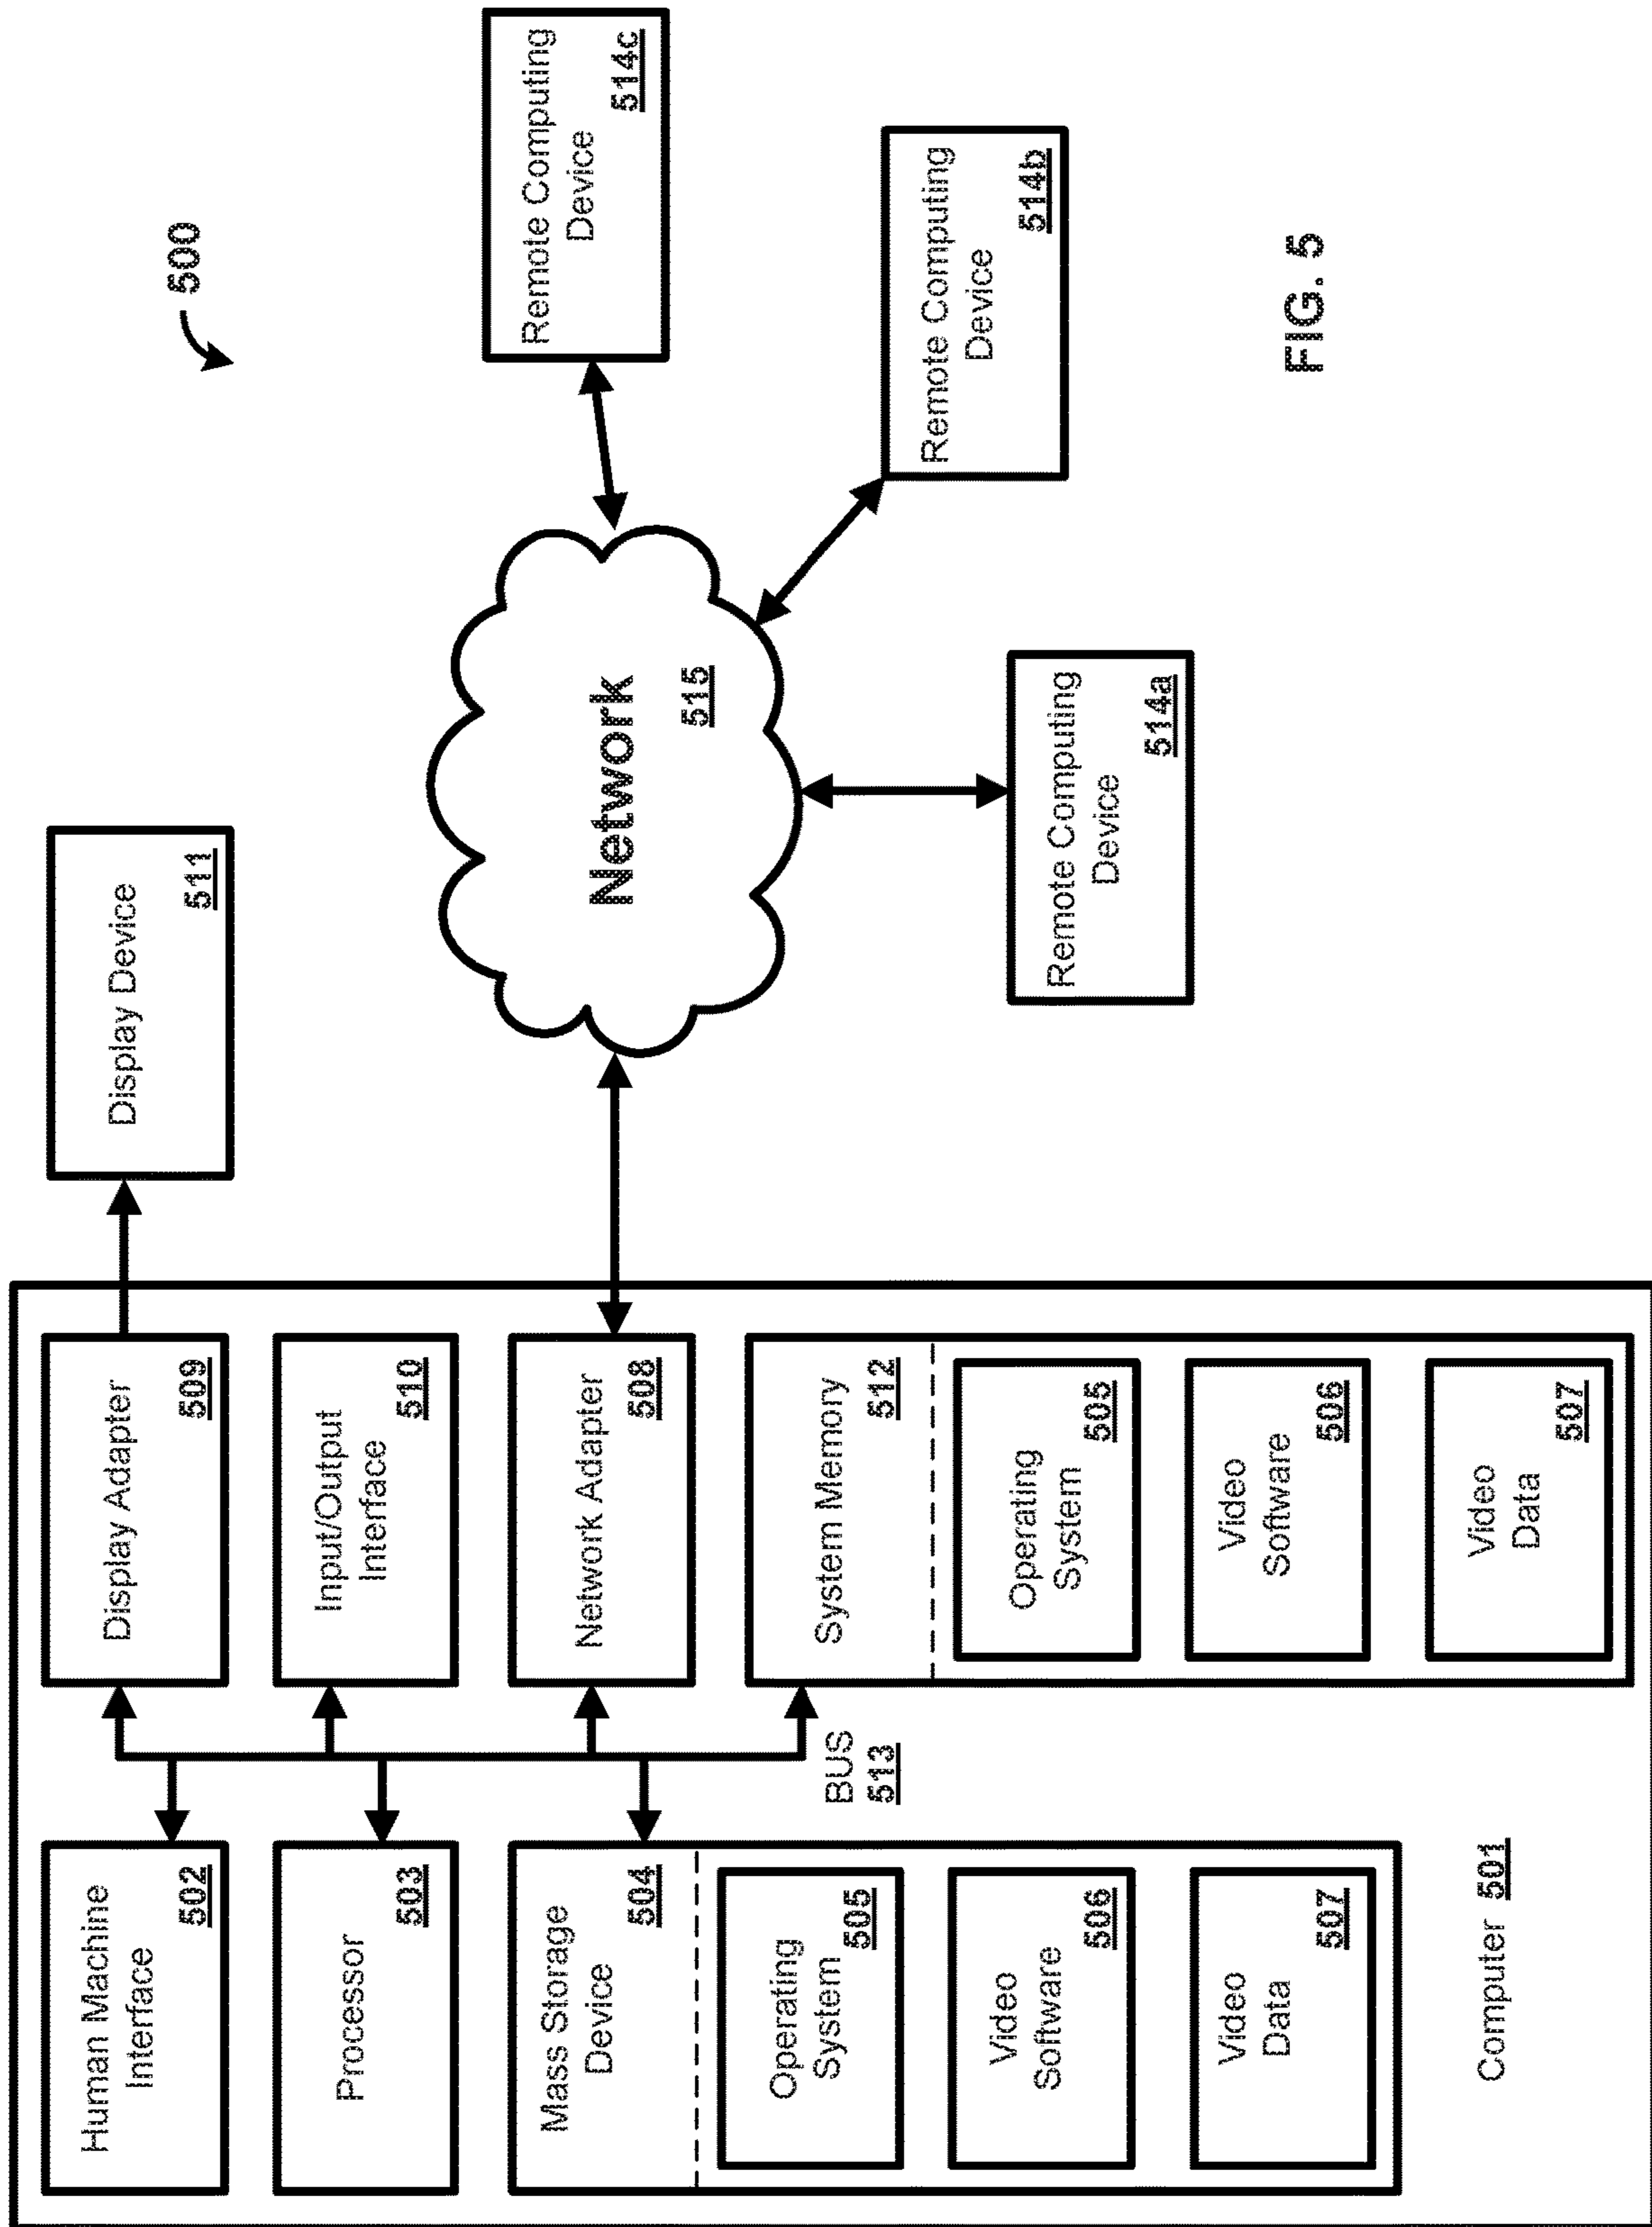 500
Human Machine
Interface
502
Processor
503
Mass Storage
Device
504
Operating
System
505
Video
Software
506
Video
Data
507
Computer 501
BUS
513
Display Adapter
509
Input/Output
Interface
510
Network Adapter
508
System Memory
512
Operating
System
505
Video
Software
506
Video
Data
507
Display Device
511
Network
515
Remote Computing
Device
514a
Remote Computing
Device
514b
Remote Computing
Device
514c
FIG. 5